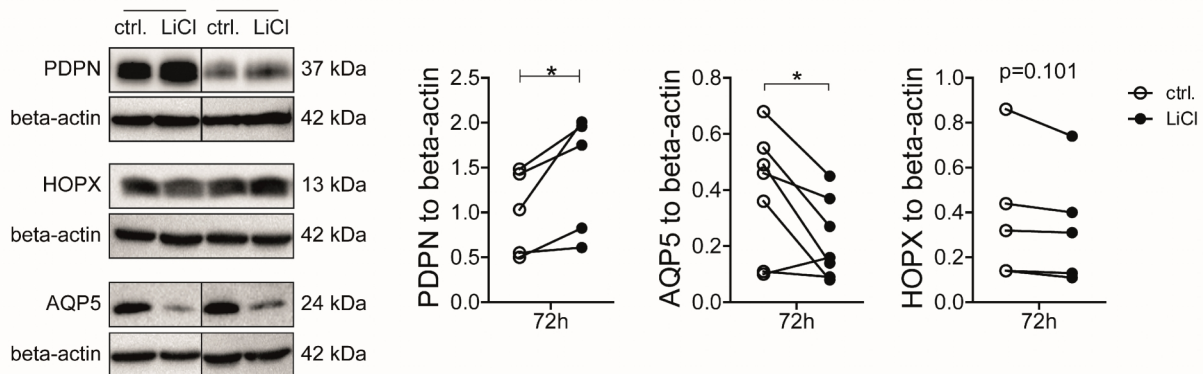 ctrl. LiCl ctrl. LiCl
PDPN 37 kDa
beta-actin 42 kDa
HOPX 13 kDa
beta-actin 42 kDa
AQP5 24 kDa
beta-actin 42 kDa
PDPN to beta-actin
2.5
2.0
1.5
1.0
0.5
0.0
*
72h
AQP5 to beta-actin
0.8
0.6
0.4
0.2
0.0
*
72h
HOPX to beta-actin
1.0
0.8
0.6
0.4
0.2
0.0
p=0.101
72h
ctrl.
LiCl